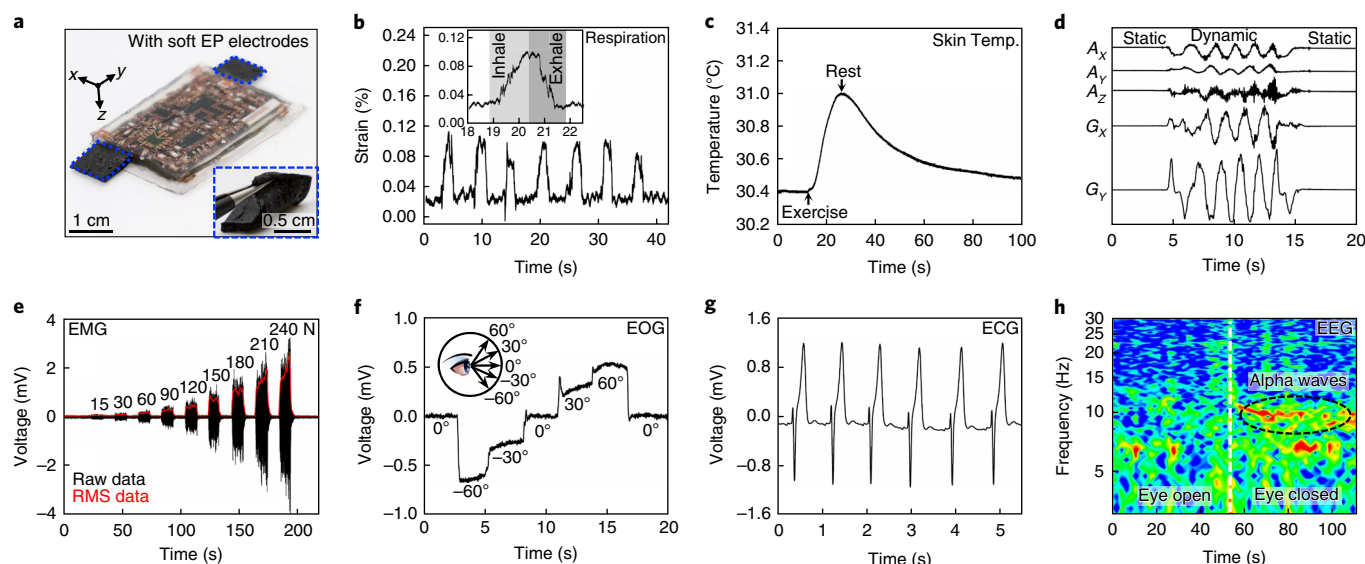 a
With soft EP electrodes
x
y
z
1 cm
0.5 cm
b
Respiration
Inhale
Exhale
0.12
0.08
0.04
0.00
18 19 20 21 22
0.24
0.20
0.16
0.12
0.08
0.04
0.00
Strain (%)
0 10 20 30 40
Time (s)
c
Skin Temp.
Rest
Exercise
31.2
31.0
30.8
30.6
30.4
30.2
Temperature (°C)
0 20 40 60 80 100
Time (s)
d
Static Dynamic Static
AX
AY
AZ
GX
GY
0 5 10 15 20
Time (s)
e
EMG
240 N
210
180
150
120
90
60
30
15
Raw data
RMS data
4
2
0
−2
−4
Voltage (mV)
0 50 100 150 200
Time (s)
f
EOG
60°
30°
0°
−30°
−60°
0°
−60°
−30°
0°
30°
60°
0°
1.0
0.5
0.0
−0.5
−1.0
Voltage (mV)
0 5 10 15 20
Time (s)
g
ECG
1.6
0.8
0.0
−0.8
−1.6
Voltage (mV)
0 1 2 3 4 5
Time (s)
h
EEG
Alpha waves
Eye open
Eye closed
30
25
20
15
10
5
Frequency (Hz)
0 20 40 60 80 100
Time (s)